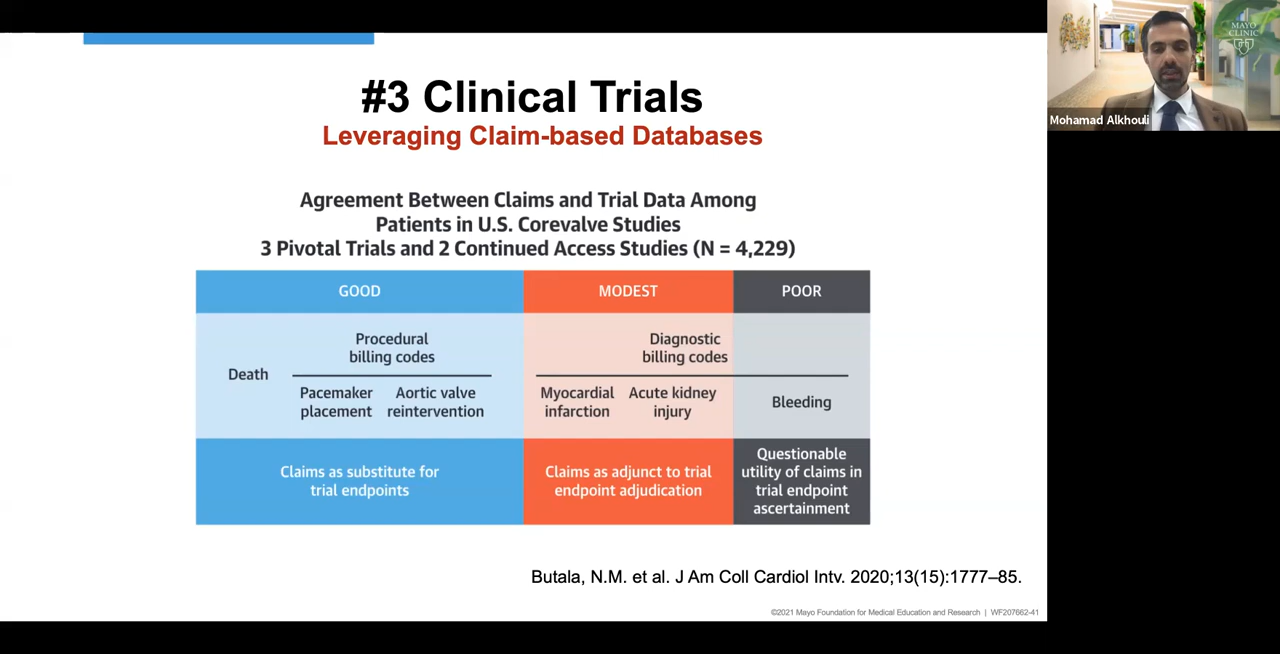 #3 Clinical Trials
Leveraging Claim-based Databases
Agreement Between Claims and Trial Data Among
Patients in U.S. Corevalve Studies
3 Pivotal Trials and 2 Continued Access Studies (N = 4,229)
GOOD
MODEST
POOR
Death
Procedural
billing codes
Pacemaker
placement
Aortic valve
reintervention
Diagnostic
billing codes
Myocardial
infarction
Acute kidney
injury
Bleeding
Claims as substitute for
trial endpoints
Claims as adjunct to trial
endpoint adjudication
Questionable
utility of claims in
trial endpoint
ascertainment
Butala, N.M. et al. J Am Coll Cardiol Intv. 2020;13(15):1777–85.
©2021 Mayo Foundation for Medical Education and Research | WF207662-41
MAYO
CLINIC
Mohamad Alkhouli